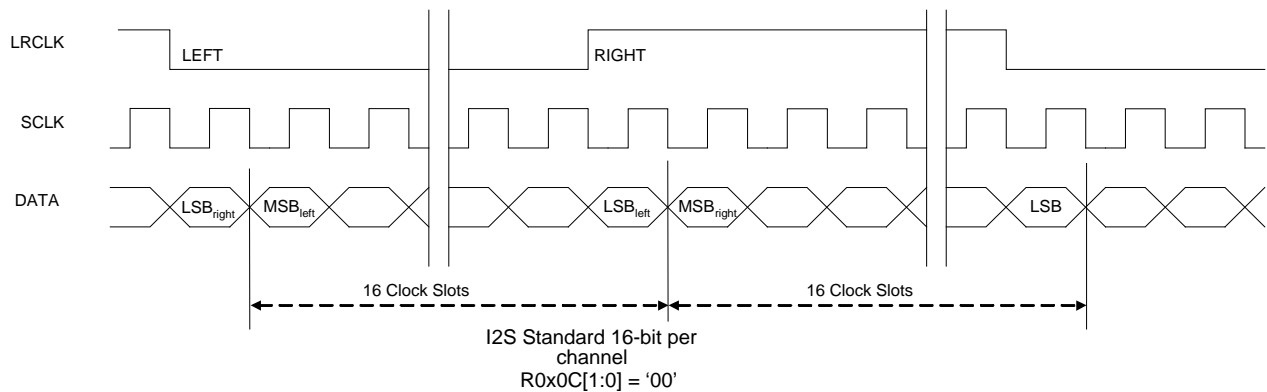 LRCLK
LEFT
RIGHT
SCLK
DATA
LSBright
MSBleft
LSBleft
MSBright
LSB
16 Clock Slots
16 Clock Slots
I2S Standard 16-bit per
channel
R0x0C[1:0] = ‘00’